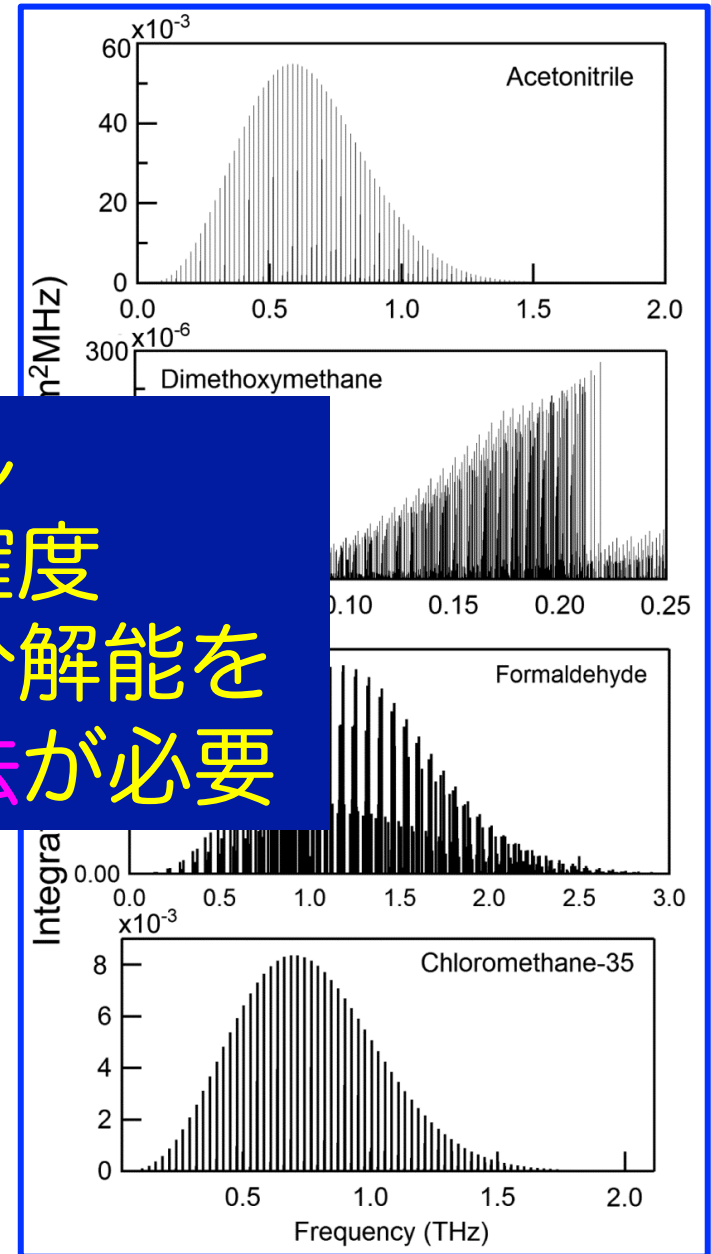 x10-3
60
Acetonitrile
40
20
0
0.0 0.5 1.0 1.5 2.0
x10-6
300
Dimethoxymethane
m2MHz)
ル
確度
分解能を
法が必要
0.10 0.15 0.20 0.25
Formaldehyde
Integra
0.00
0.0 0.5 1.0 1.5 2.0 2.5 3.0
x10-3
Chloromethane-35
8
6
4
2
0
0.5 1.0 1.5 2.0
Frequency (THz)